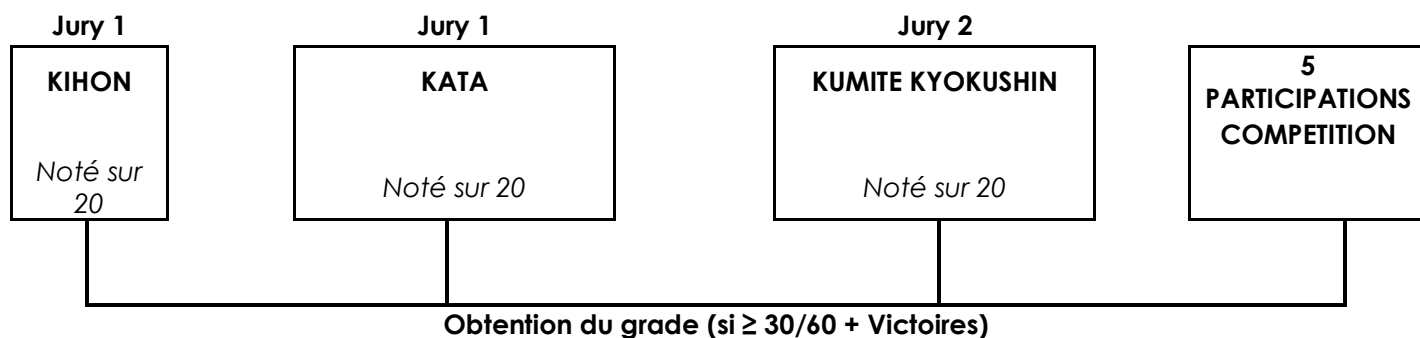 Jury 1
KIHON
Noté sur
20
Jury 1
KATA
Noté sur 20
Jury 2
KUMITE KYOKUSHIN
Noté sur 20
5
PARTICIPATIONS
COMPETITION
Obtention du grade (si ≥ 30/60 + Victoires)